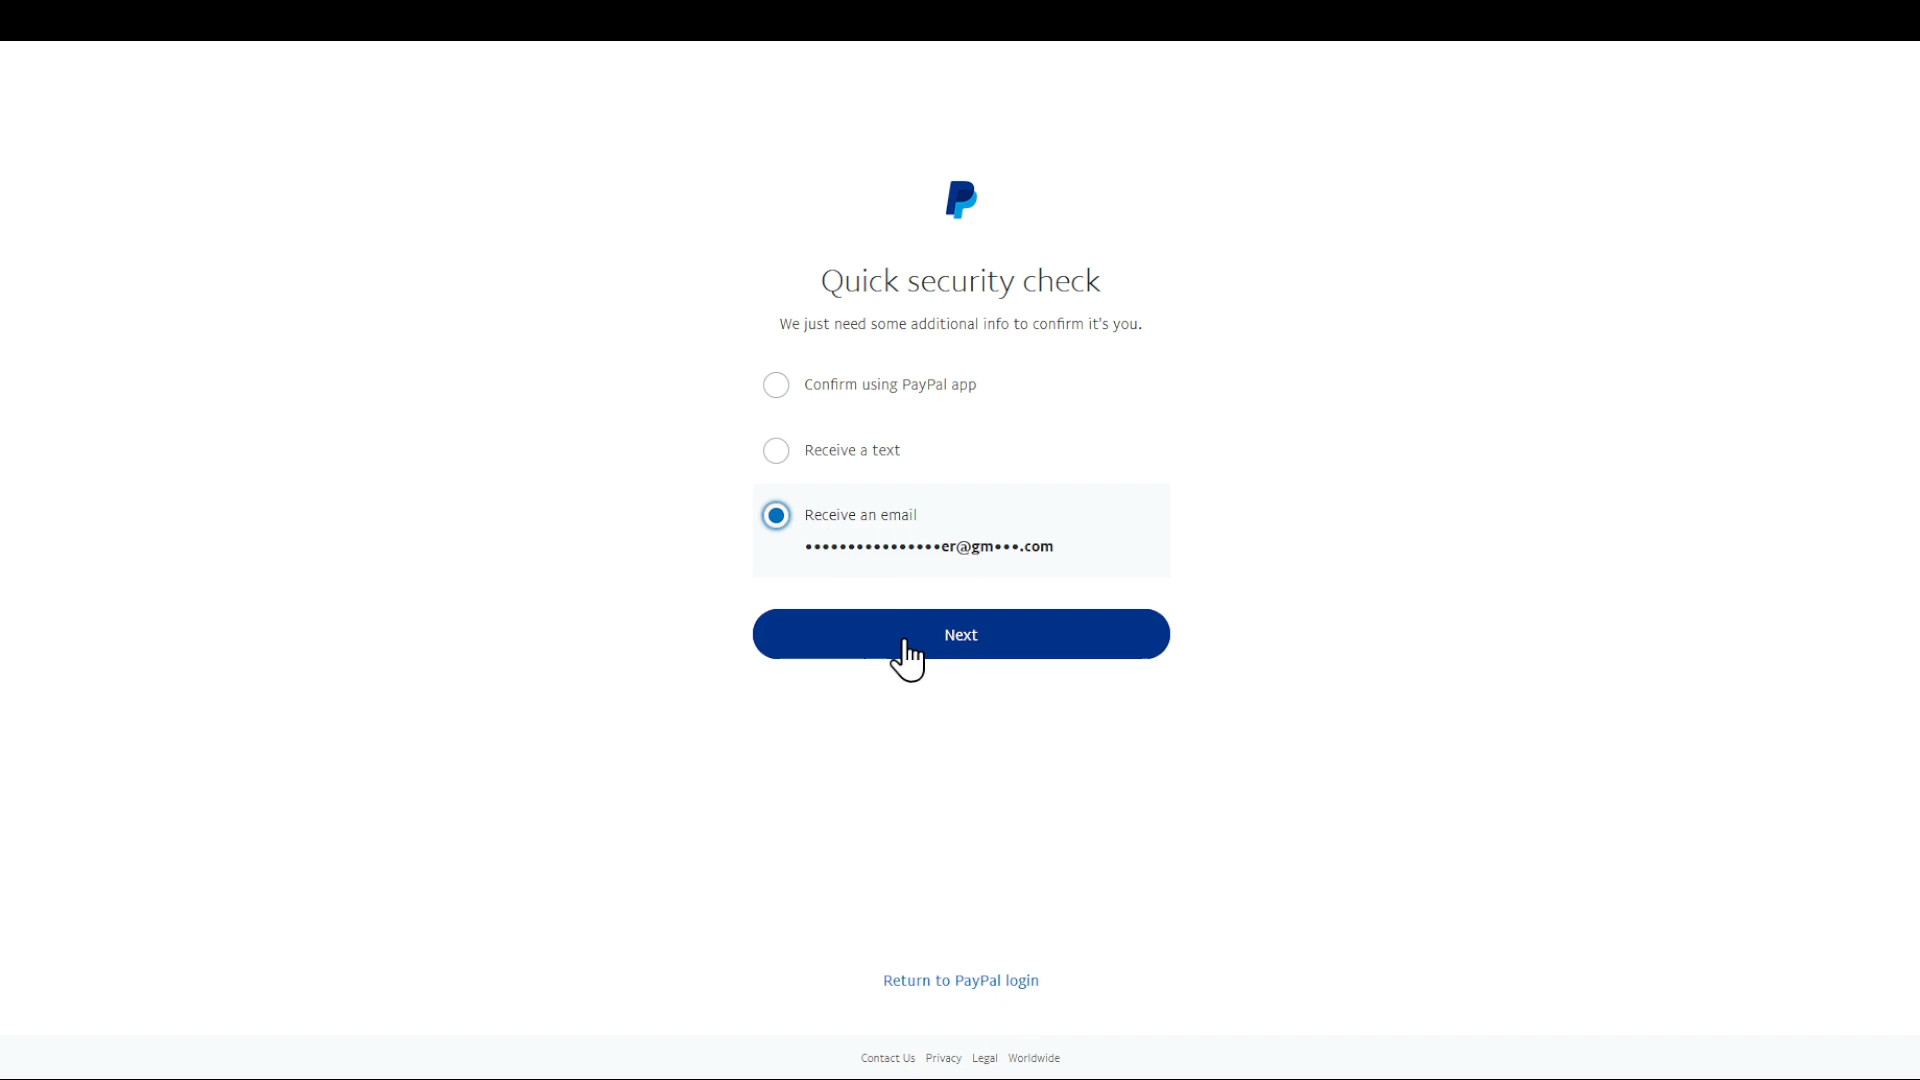 Quick security check
We just need some additional info to confirm it's you.
Confirm using PayPal app
Receive a text
Receive an email
••••••••••••••••er@gm•••.com
Next
Return to PayPal login
Contact Us Privacy Legal Worldwide